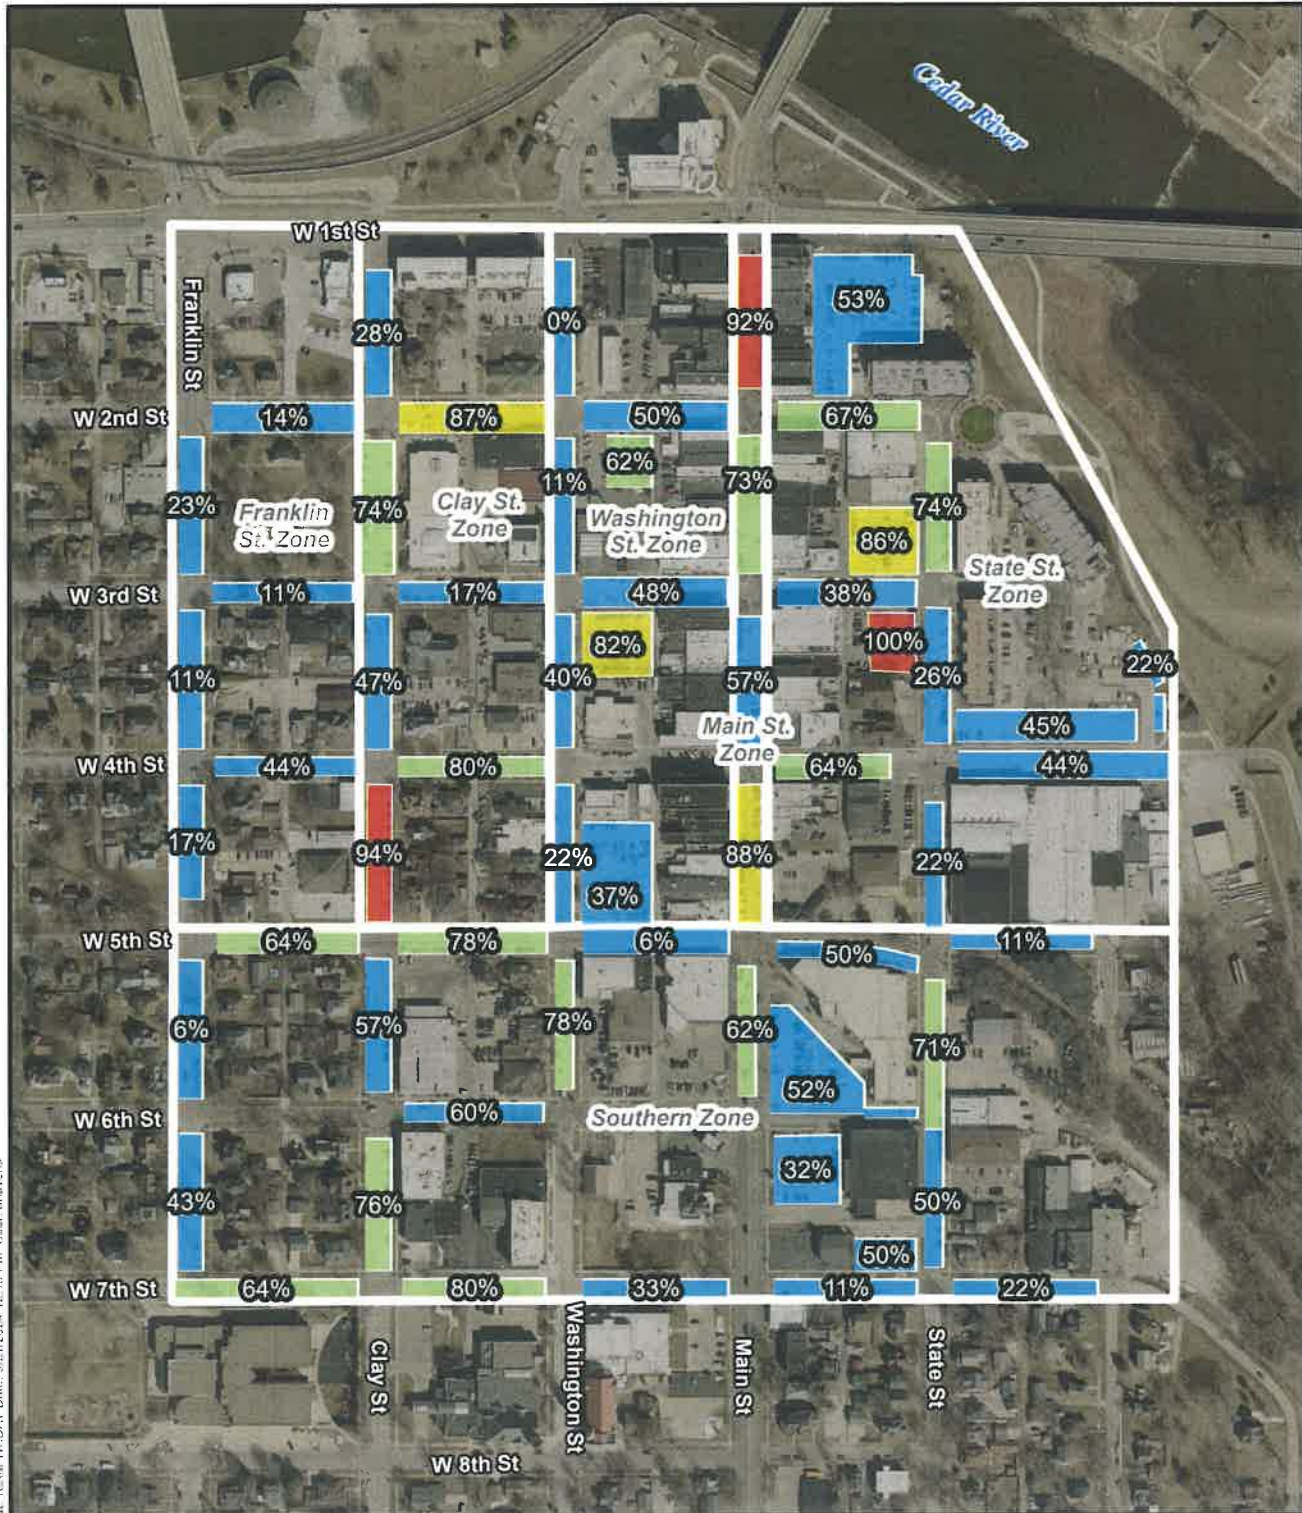 Cedar River
W 1st St
Franklin St
28%
0%
92%
53%
W 2nd St
14%
87%
50%
67%
62%
23%
74%
11%
73%
74%
Franklin
St. Zone
Clay St.
Zone
Washington
St. Zone
86%
State St.
Zone
W 3rd St
11%
17%
48%
38%
82%
100%
22%
11%
47%
40%
57%
26%
Main St.
Zone
45%
W 4th St
44%
80%
64%
44%
17%
94%
22%
88%
22%
37%
W 5th St
64%
78%
6%
50%
11%
6%
57%
78%
62%
71%
52%
W 6th St
60%
Southern Zone
32%
43%
76%
50%
50%
W 7th St
64%
80%
33%
11%
22%
Clay St
Washington St
Main St
State St
W 8th St